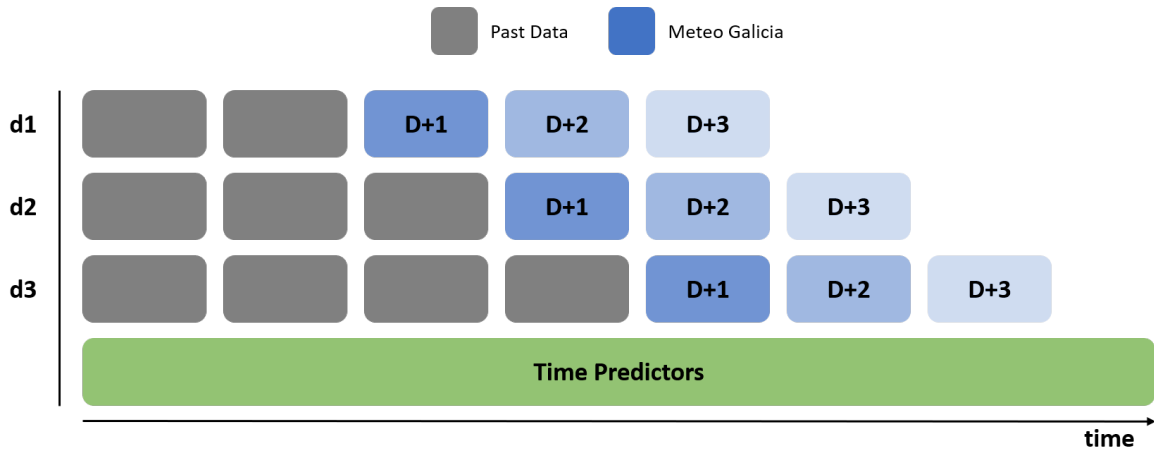 Past Data
Meteo Galicia
d1
D+1
D+2
D+3
d2
D+1
D+2
D+3
d3
D+1
D+2
D+3
Time Predictors
time